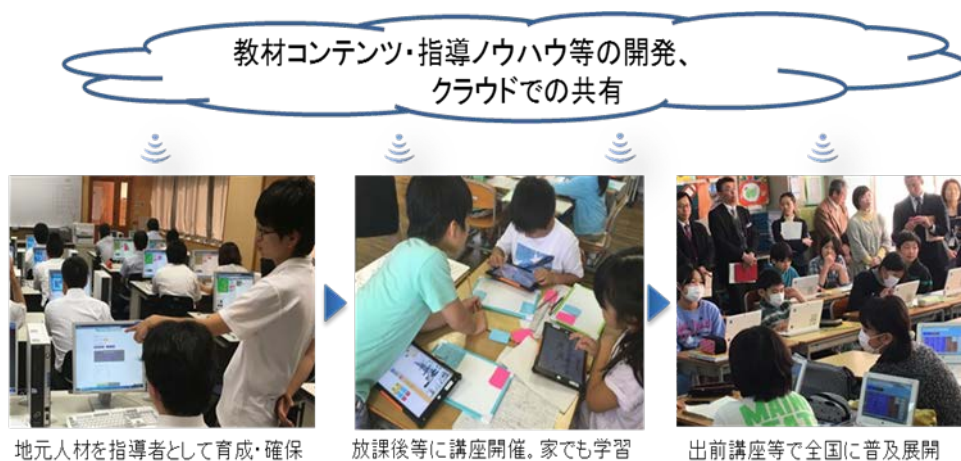 教材コンテンツ・指導ノウハウ等の開発、
クラウドでの共有
地元人材を指導者として育成・確保
放課後等に講座開催。家でも学習
出前講座等で全国に普及展開